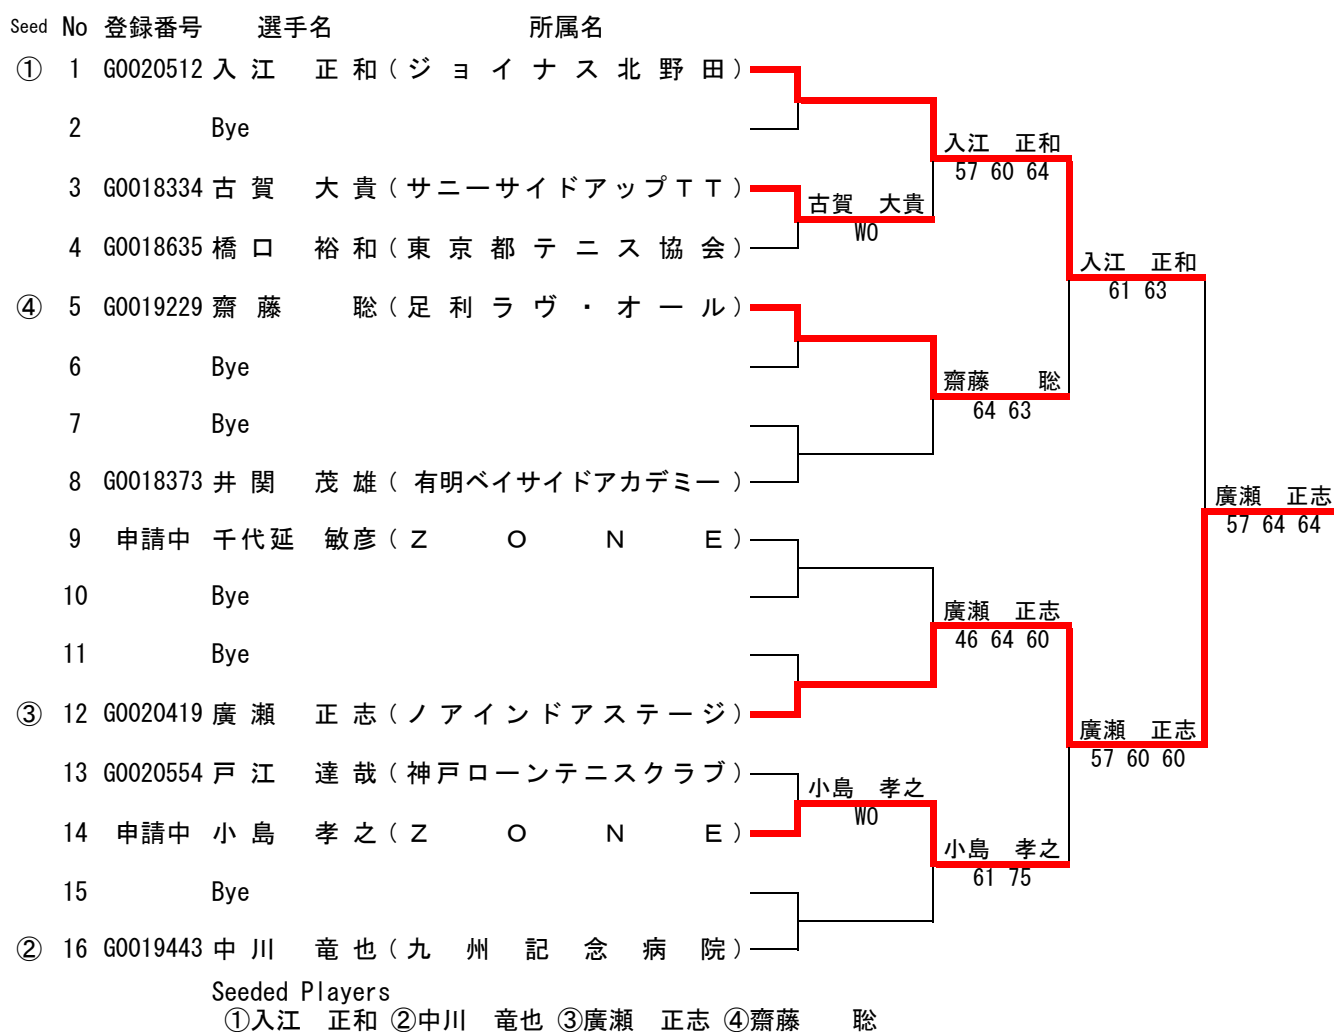 Seed No 登録番号 選手名 所属名
① 1 G0020512 入江 正和 (ジョイナス北野田)
2 Bye
入江 正和
57 60 64
3 G0018334 古賀 大貴 (サニーサイドアップTT)
古賀 大貴
WO
4 G0018635 橋口 裕和 (東京都テニス協会)
入江 正和
61 63
④ 5 G0019229 齋藤 聡 (足利ラヴ・オール)
6 Bye
齋藤 聡
64 63
7 Bye
8 G0018373 井関 茂雄 (有明ベイサイドアカデミー)
廣瀬 正志
57 64 64
9 申請中 千代延 敏彦 (ZONE)
10 Bye
廣瀬 正志
46 64 60
11 Bye
③ 12 G0020419 廣瀬 正志 (ノアインドアステージ)
廣瀬 正志
57 60 60
13 G0020554 戸江 達哉 (神戸ローンテニスクラブ)
小島 孝之
WO
14 申請中 小島 孝之 (ZONE)
小島 孝之
61 75
15 Bye
② 16 G0019443 中川 竜也 (九州記念病院)
Seeded Players
①入江 正和 ②中川 竜也 ③廣瀬 正志 ④齋藤 聡